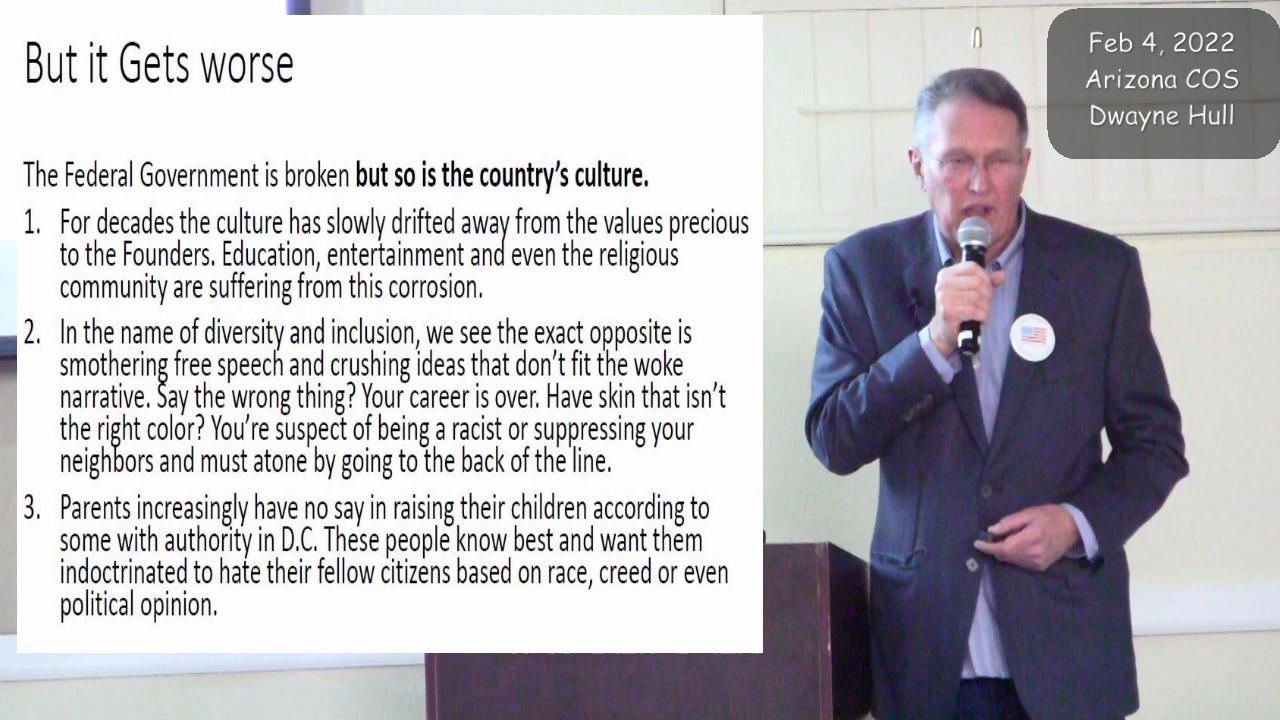 But it Gets worse
The Federal Government is broken but so is the country's culture.
1. For decades the culture has slowly drifted away from the values precious
to the Founders. Education, entertainment and even the religious
community are suffering from this corrosion.
2. In the name of diversity and inclusion, we see the exact opposite is
smothering free speech and crushing ideas that don't fit the woke
narrative. Say the wrong thing? Your career is over. Have skin that isn't
the right color? You're suspect of being a racist or suppressing your
neighbors and must atone by going to the back of the line.
3. Parents increasingly have no say in raising their children according to
some with authority in D.C. These people know best and want them
indoctrinated to hate their fellow citizens based on race, creed or even
political opinion.
Feb 4, 2022
Arizona COS
Dwayne Hull